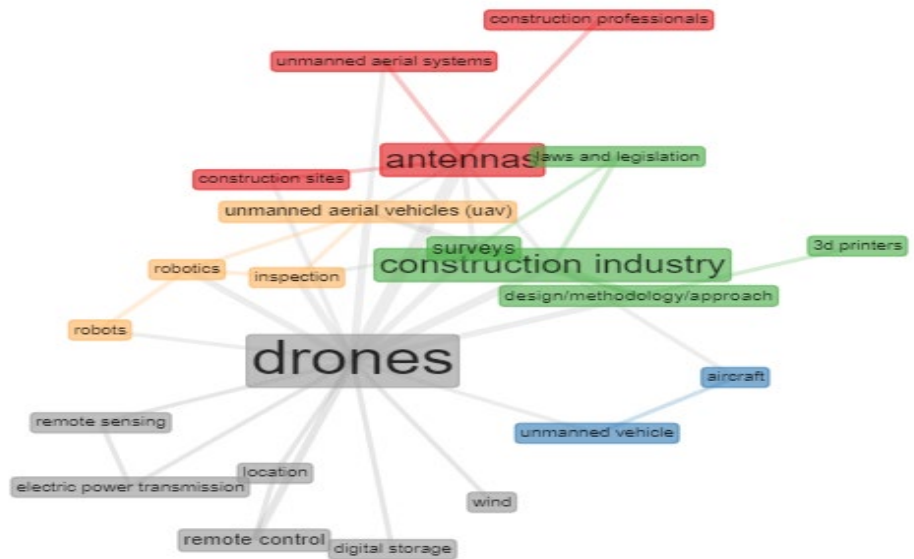 construction professionals
unmanned aerial systems
antennas
laws and legislation
construction sites
unmanned aerial vehicles (uav)
surveys
3d printers
construction industry
robotics
inspection
design/methodology/approach
robots
drones
aircraft
remote sensing
unmanned vehicle
location
electric power transmission
wind
remote control
digital storage